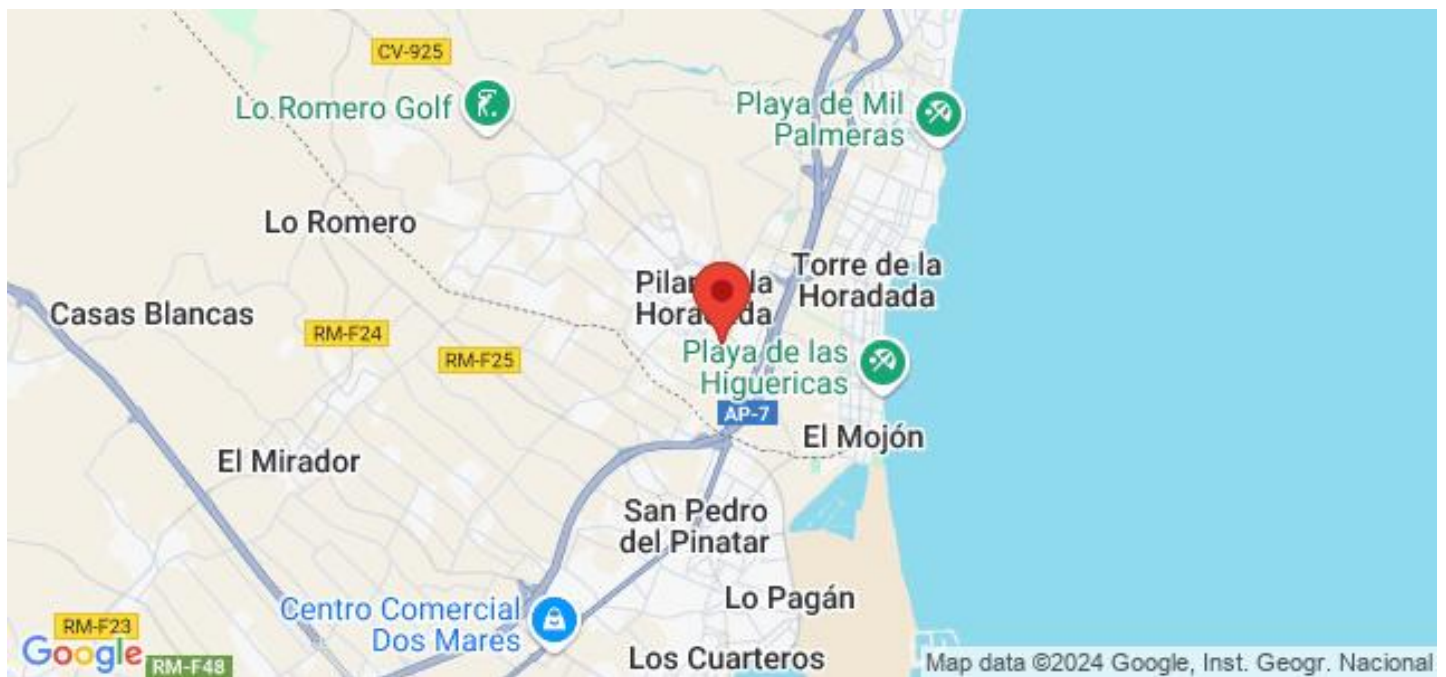 CV-925
Lo Romero Golf
Playa de Mil
Palmeras
Lo Romero
Torre de la
Horadada
Casas Blancas
RM-F24
RM-F25
Playa de las
Higuericas
AP-7
El Mojón
El Mirador
San Pedro
del Pinatar
Centro Comercial
Dos Mares
Lo Pagán
RM-F23
Google
RM-F48
Los Cuarteros
Map data ©2024 Google, Inst. Geogr. Nacional